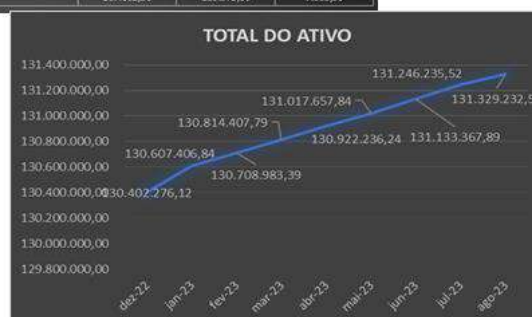 TOTAL DO ATIVO
131.400.000,00
131.200.000,00
131.000.000,00
130.800.000,00
130.600.000,00
130.400.000,00
130.200.000,00
130.000.000,00
129.800.000,00
130.402.276,12
130.607.406,84
130.708.983,39
130.814.407,79
130.922.236,24
131.017.657,84
131.133.367,89
131.246.235,52
131.329.232,5
dez-22
jan-23
fev-23
mar-23
abr-23
mai-23
jun-23
jul-23
ago-23